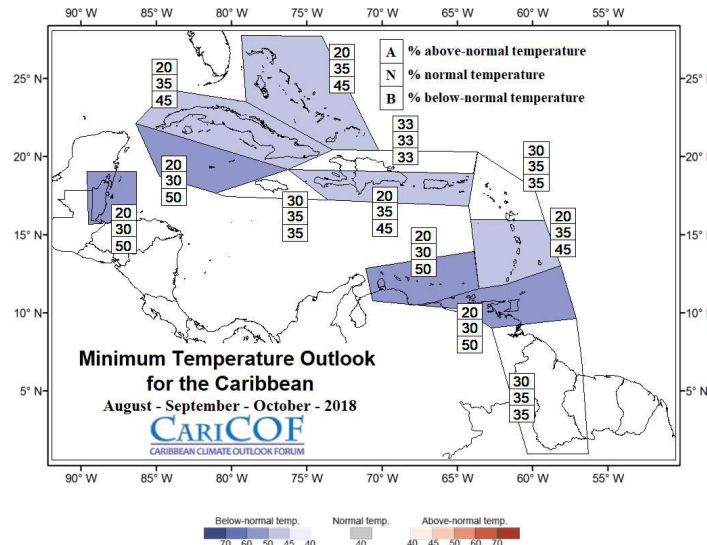 90° W 85° W 80° W 75° W 70° W 65° W 60° W 55° W
A % above-normal temperature
N % normal temperature
B % below-normal temperature
25° N
20° N
15° N
10° N
5° N
25° N
20° N
15° N
10° N
5° N
20
35
45
20
35
45
33
33
33
30
35
35
20
30
50
20
30
50
30
35
35
20
35
45
20
35
45
20
30
50
20
30
50
30
35
35
Minimum Temperature Outlook
for the Caribbean
August - September - October - 2018
CARICOF
CARIBBEAN CLIMATE OUTLOOK FORUM
90° W 85° W 80° W 75° W 70° W 65° W 60° W 55° W
Below-normal temp. Normal temp. Above-normal temp.
70 60 50 45 40 40 40 45 50 60 70